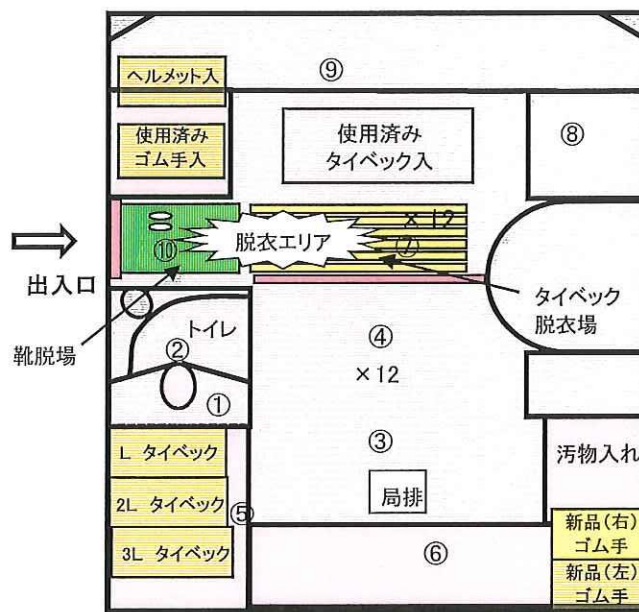 ⑨
ヘルメット入
使用済み
ゴム手入
使用済み
タイベック入
⑧
×12
脱衣エリア
⑦
⑩
出入口
靴脱場
タイベック
脱衣場
トイレ
②
①
④
×12
③
局排
L タイベック
2L タイベック
3L タイベック
⑤
⑥
汚物入れ
新品(右)
ゴム手
新品(左)
ゴム手